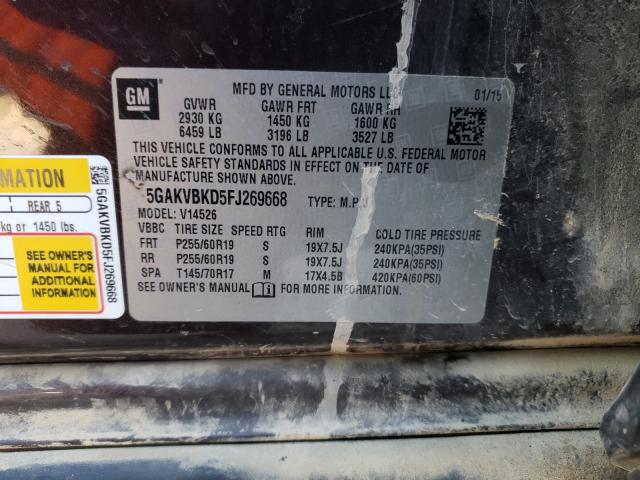 GM
MFD BY GENERAL MOTORS LLC
01/15
GVWR GAWR FRT GAWR RR
2930 KG 1450 KG 1600 KG
6459 LB 3196 LB 3527 LB
THIS VEHICLE CONFORMS TO ALL APPLICABLE U.S. FEDERAL MOTOR
VEHICLE SAFETY STANDARDS IN EFFECT ON THE DATE OF
MANUFACTURE SHOWN ABOVE.
5GAKVBKD5FJ269668 TYPE: M.P.V
MODEL: V14526
VBBC TIRE SIZE SPEED RTG RIM COLD TIRE PRESSURE
FRT P255/60R19 S 19X7.5J 240KPA(35PSI)
RR P255/60R19 S 19X7.5J 240KPA(35PSI)
SPA T145/70R17 M 17X4.5B 420KPA(60PSI)
SEE OWNER'S MANUAL FOR MORE INFORMATION.
MATION
REAR 5
kg or 1450 lbs.
SEE OWNER'S
MANUAL FOR
ADDITIONAL
INFORMATION
5GAKVBKD5FJ269668